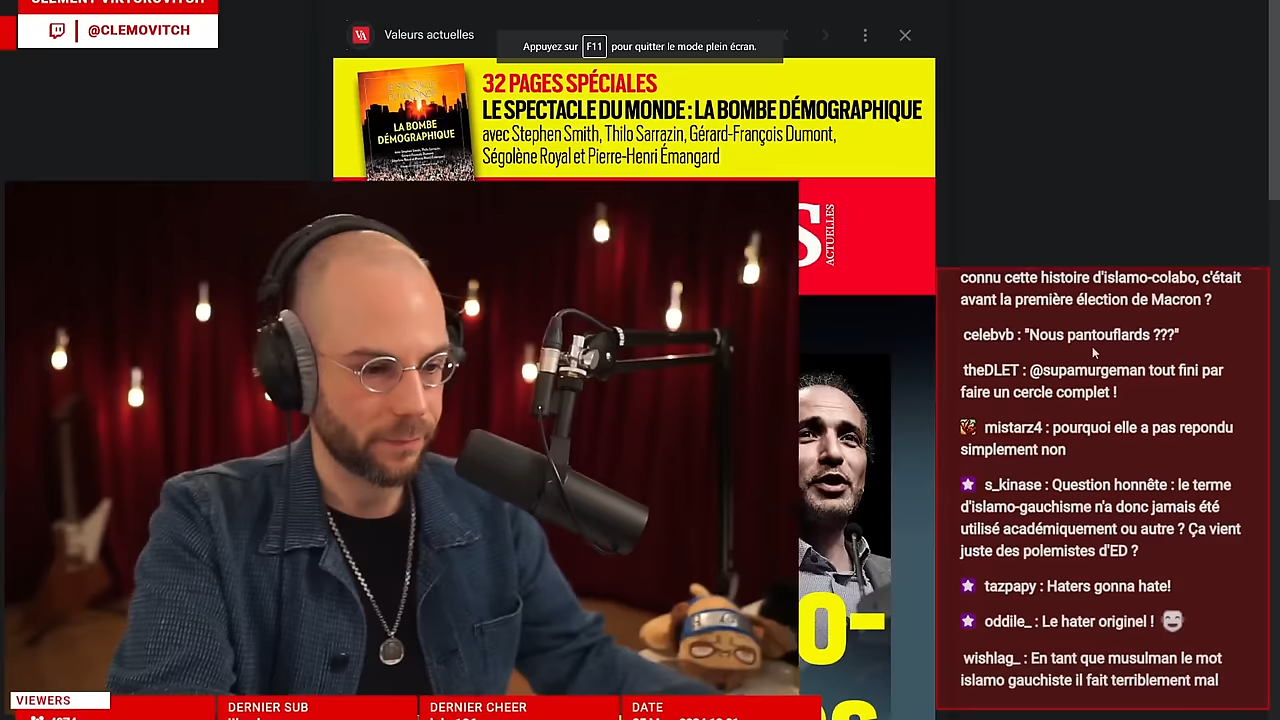 CLÉMENT VIKTOROVITCH
@CLEMOVITCH
Valeurs actuelles
Appuyez sur F11 pour quitter le mode plein écran.
32 PAGES SPÉCIALES
LE SPECTACLE DU MONDE : LA BOMBE DÉMOGRAPHIQUE
avec Stephen Smith, Thilo Sarrazin, Gérard-François Dumont,
Ségolène Royal et Pierre-Henri Émangard
LA BOMBE
DÉMOGRAPHIQUE
S
ACTUELLES
connu cette histoire d'islamo-colabo, c'était
avant la première élection de Macron ?
celebvb : "Nous pantouflards ???"
theDLET : @supamurgeman tout fini par
faire un cercle complet !
mistarz4 : pourquoi elle a pas repondu
simplement non
s_kinase : Question honnête : le terme
d'islamo-gauchisme n'a donc jamais été
utilisé académiquement ou autre ? Ça vient
juste des polemistes d'ED ?
tazpapy : Haters gonna hate!
oddile_ : Le hater originel !
wishlag_ : En tant que musulman le mot
islamo gauchiste il fait terriblement mal
O-
VIEWERS
DERNIER SUB
DERNIER CHEER
DATE